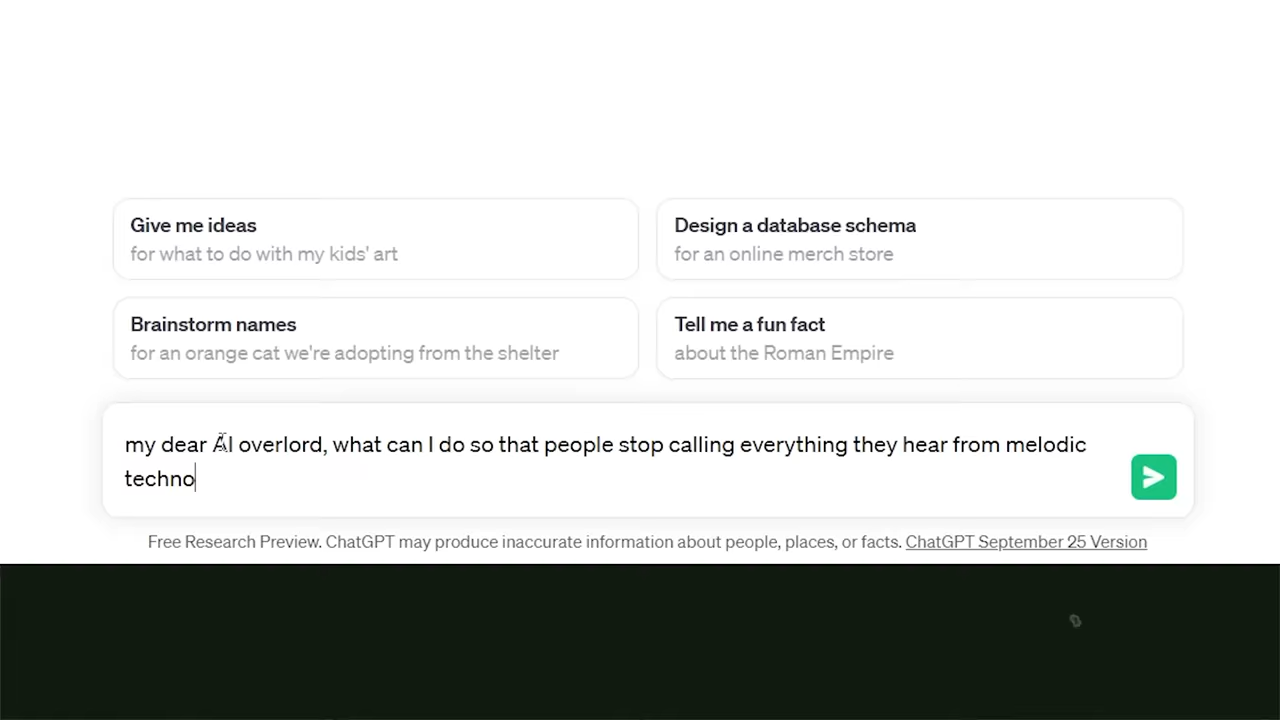 Give me ideas
for what to do with my kids' art
Design a database schema
for an online merch store
Brainstorm names
for an orange cat we're adopting from the shelter
Tell me a fun fact
about the Roman Empire
my dear AI overlord, what can I do so that people stop calling everything they hear from melodic
techno
Free Research Preview. ChatGPT may produce inaccurate information about people, places, or facts. ChatGPT September 25 Version